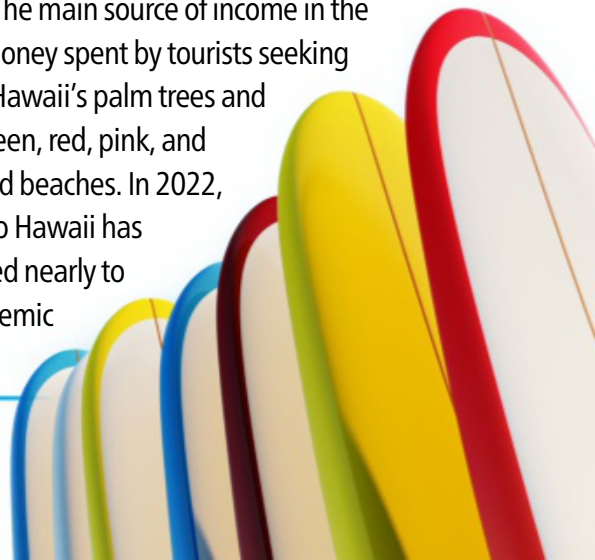 he main source of income in the
oney spent by tourists seeking
Hawaii's palm trees and
een, red, pink, and
d beaches. In 2022,
o Hawaii has
ed nearly to
emic